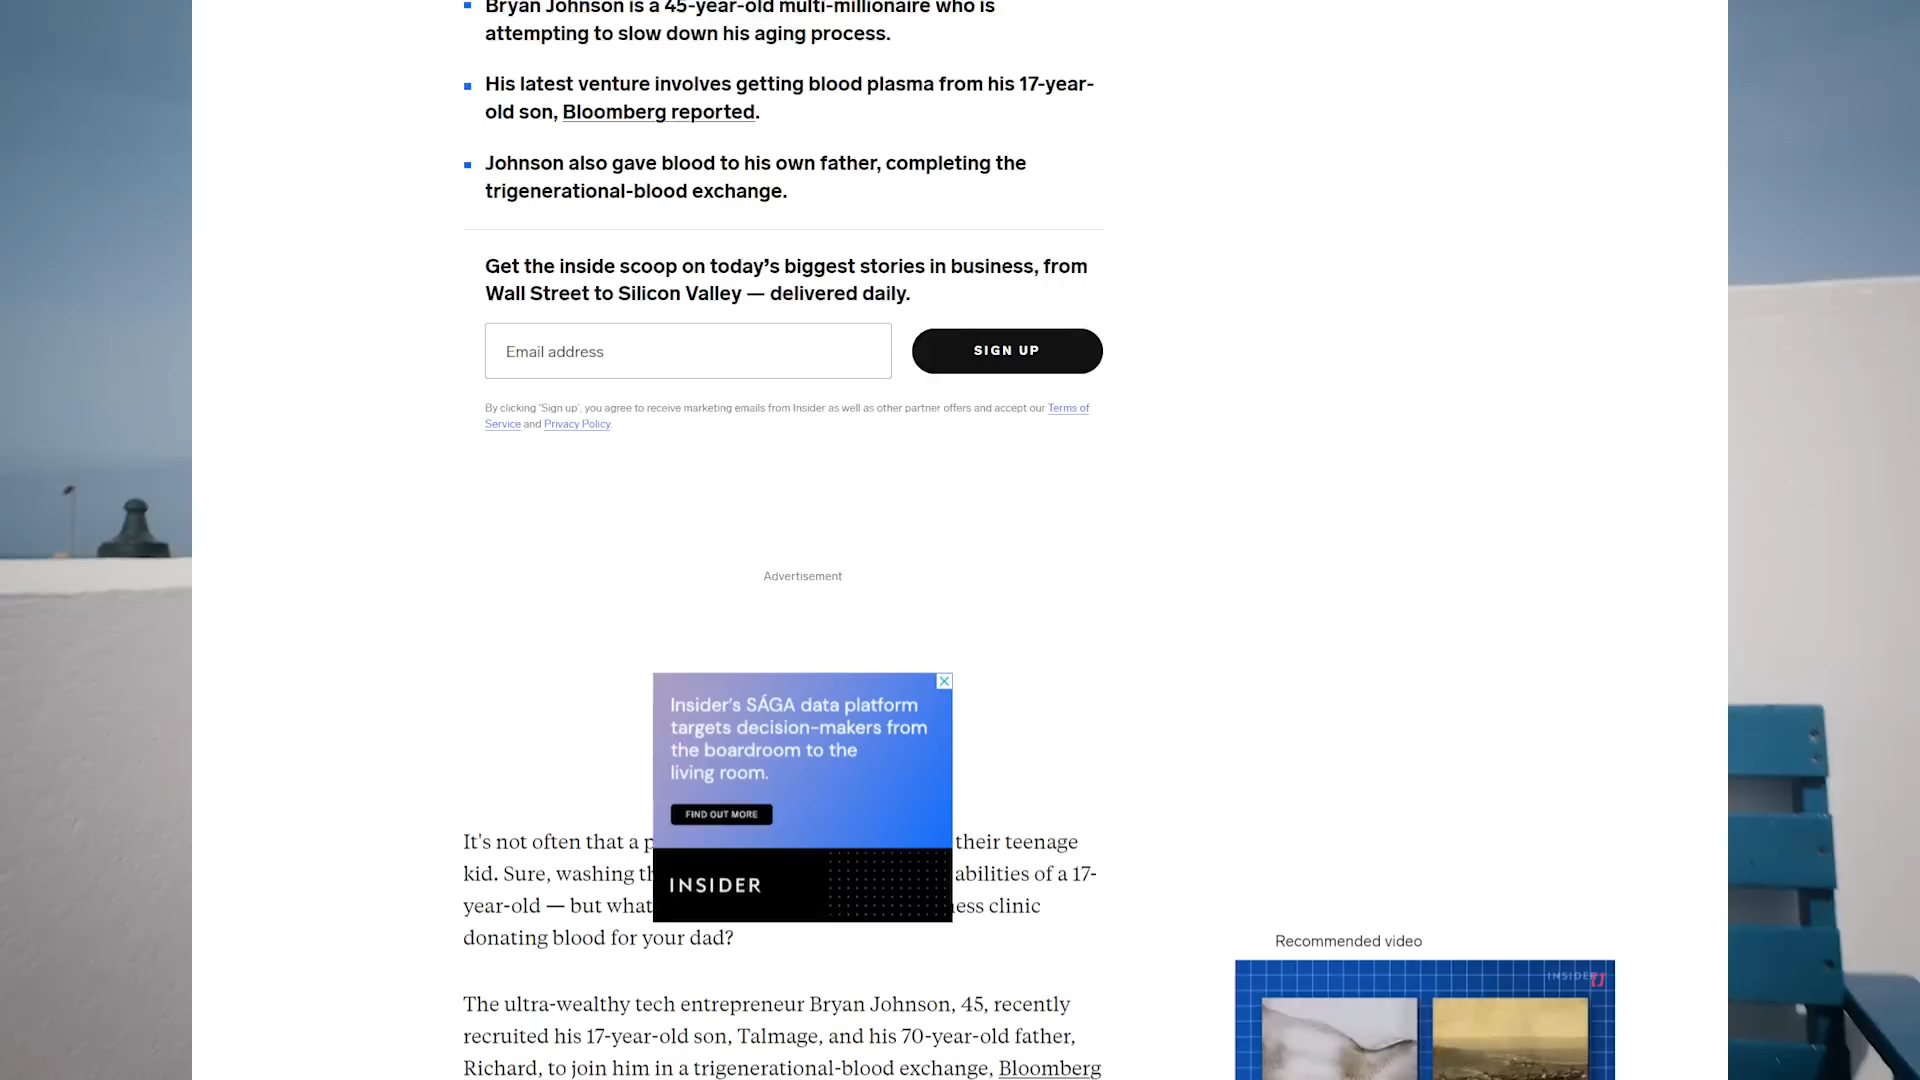 Bryan Johnson is a 45-year-old multi-millionaire who is
attempting to slow down his aging process.
His latest venture involves getting blood plasma from his 17-year-
old son, Bloomberg reported.
Johnson also gave blood to his own father, completing the
trigenerational-blood exchange.
Get the inside scoop on today’s biggest stories in business, from
Wall Street to Silicon Valley — delivered daily.
Email address
SIGN UP
By clicking ‘Sign up’, you agree to receive marketing emails from Insider as well as other partner offers and accept our Terms of
Service and Privacy Policy.
Advertisement
Insider’s SÁGA data platform
targets decision-makers from
the boardroom to the
living room.
FIND OUT MORE
INSIDER
It's not often that a their teenage
kid. Sure, washing abilities of a 17-
year-old — but what clinic
donating blood for your dad?
The ultra-wealthy tech entrepreneur Bryan Johnson, 45, recently
recruited his 17-year-old son, Talmage, and his 70-year-old father,
Richard, to join him in a trigenerational-blood exchange, Bloomberg
Recommended video
INSIDER